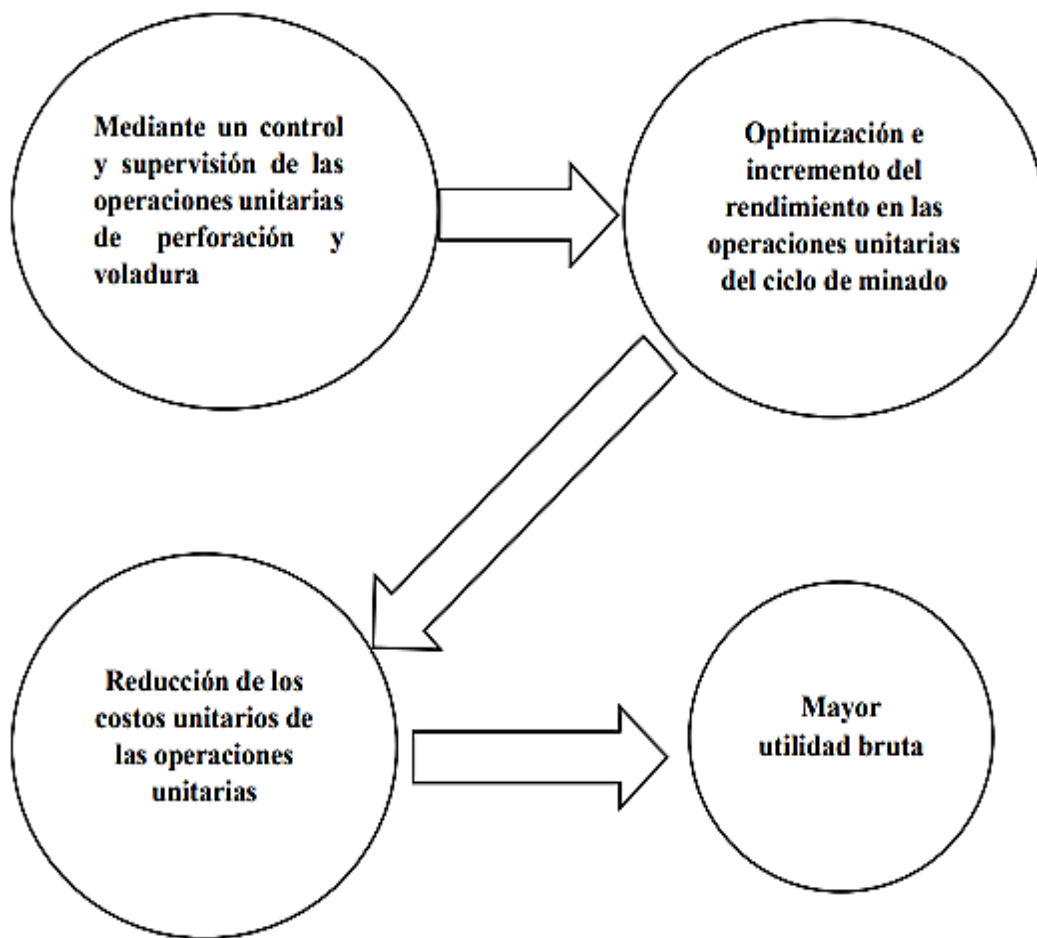 Mediante un control
y supervisión de las
operaciones unitarias
de perforación y
voladura
Optimización e
incremento del
rendimiento en las
operaciones unitarias
del ciclo de minado
Reducción de los
costos unitarios de
las operaciones
unitarias
Mayor
utilidad bruta